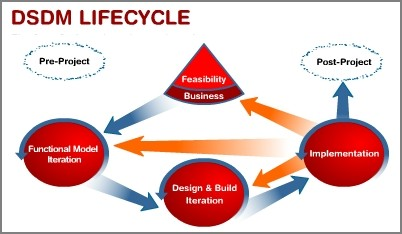 DSDM LIFECYCLE
Pre-Project
Post-Project
Feasibility
Business
Functional Model
Iteration
Implementation
Design & Build
Iteration